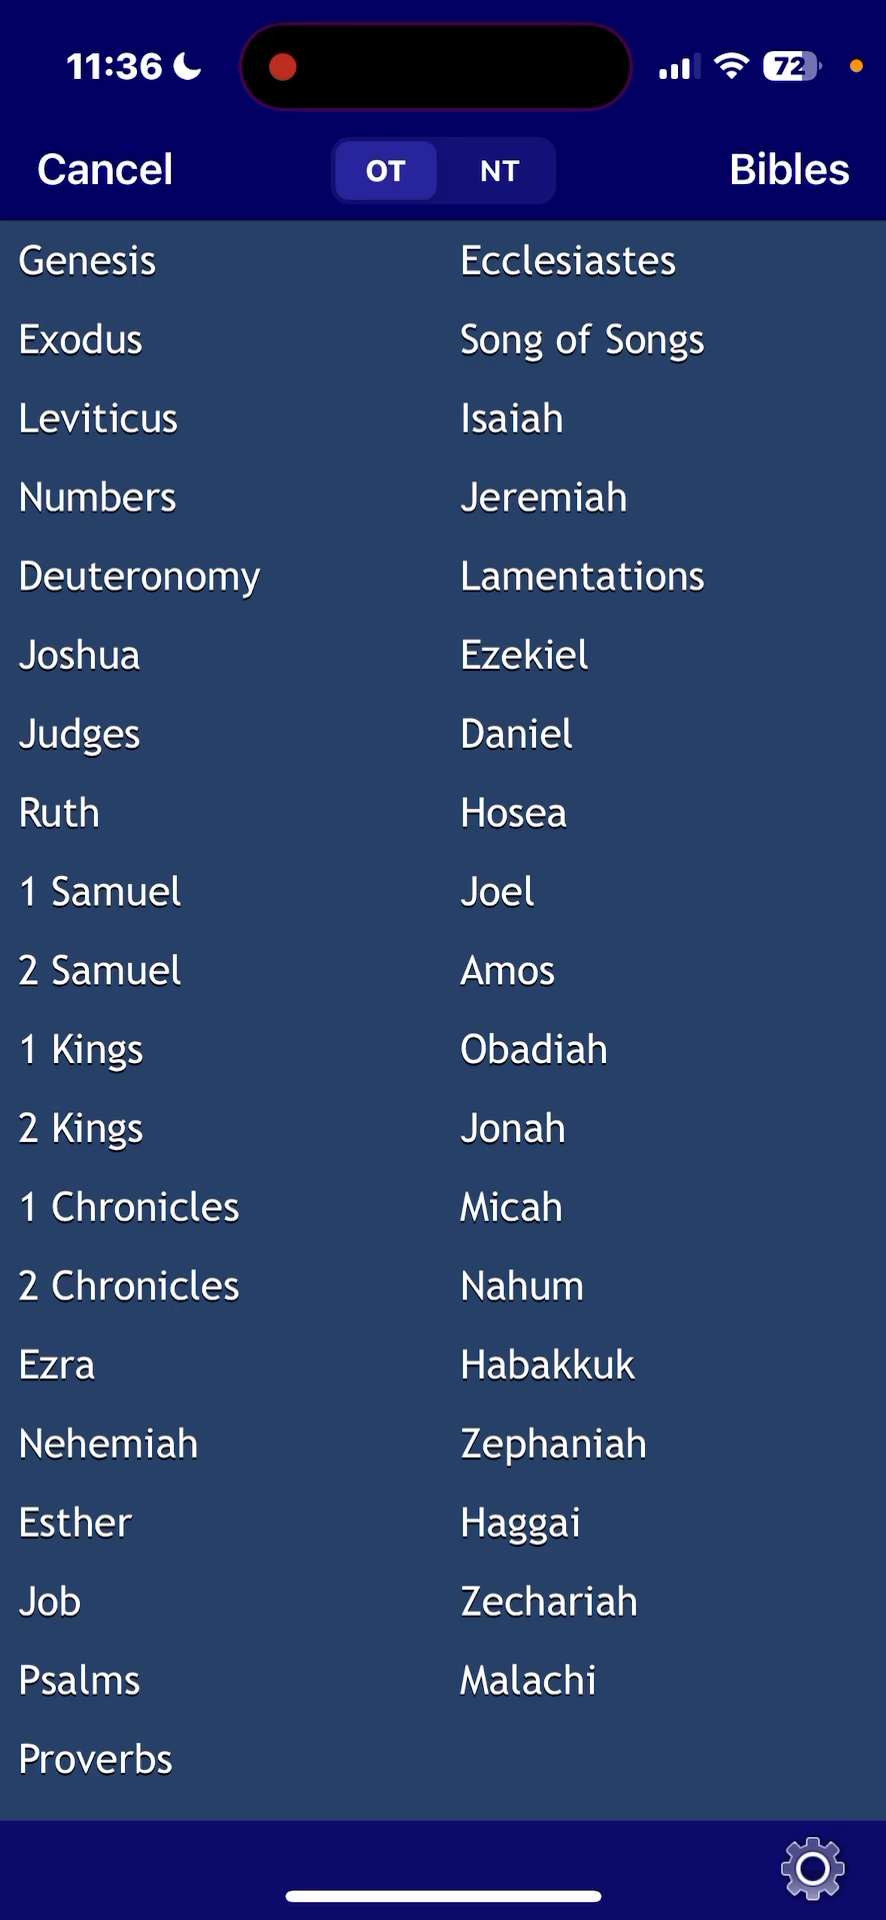 11:36
72
Cancel
OT
NT
Bibles
Genesis
Exodus
Leviticus
Numbers
Deuteronomy
Joshua
Judges
Ruth
1 Samuel
2 Samuel
1 Kings
2 Kings
1 Chronicles
2 Chronicles
Ezra
Nehemiah
Esther
Job
Psalms
Proverbs
Ecclesiastes
Song of Songs
Isaiah
Jeremiah
Lamentations
Ezekiel
Daniel
Hosea
Joel
Amos
Obadiah
Jonah
Micah
Nahum
Habakkuk
Zephaniah
Haggai
Zechariah
Malachi